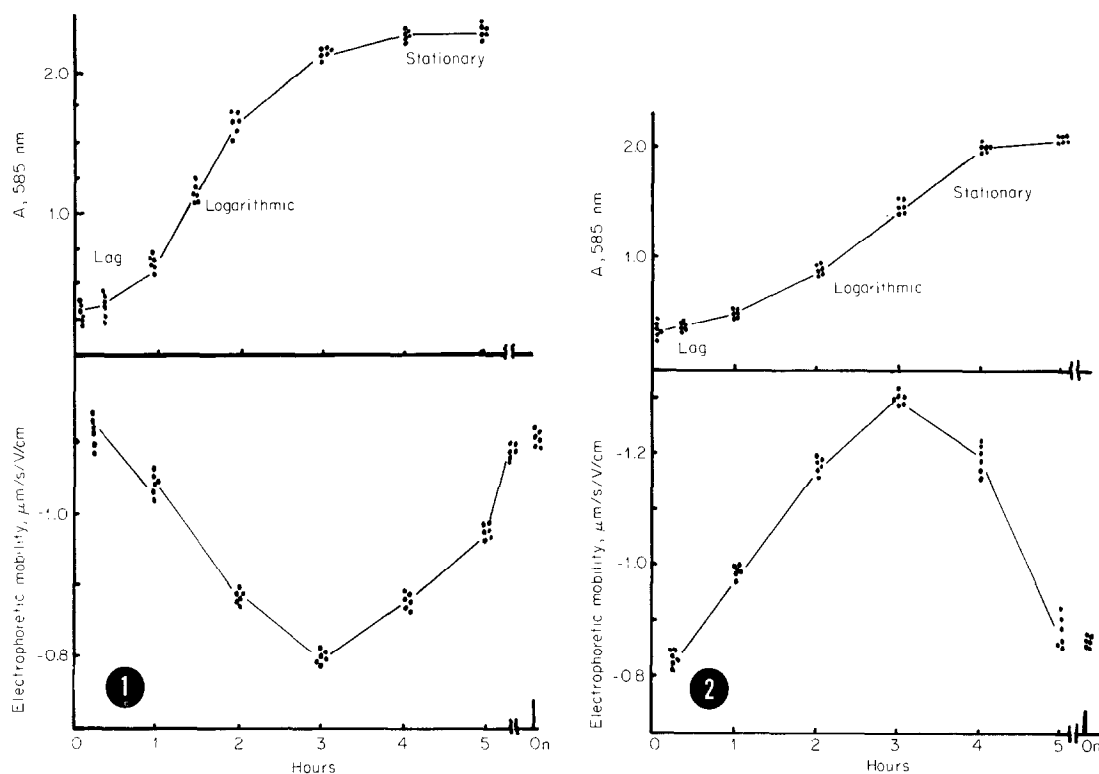 2.0
1.0
A, 585 nm
Lag
Logarithmic
Stationary
-1.0
-0.8
Electrophoretic mobility, μm/s/V/cm
1
0 1 2 3 4 5 On
Hours
2.0
1.0
A, 585 nm
Lag
Logarithmic
Stationary
-1.2
-1.0
-0.8
Electrophoretic mobility, μm/s/V/cm
2
0 1 2 3 4 5 On
Hours